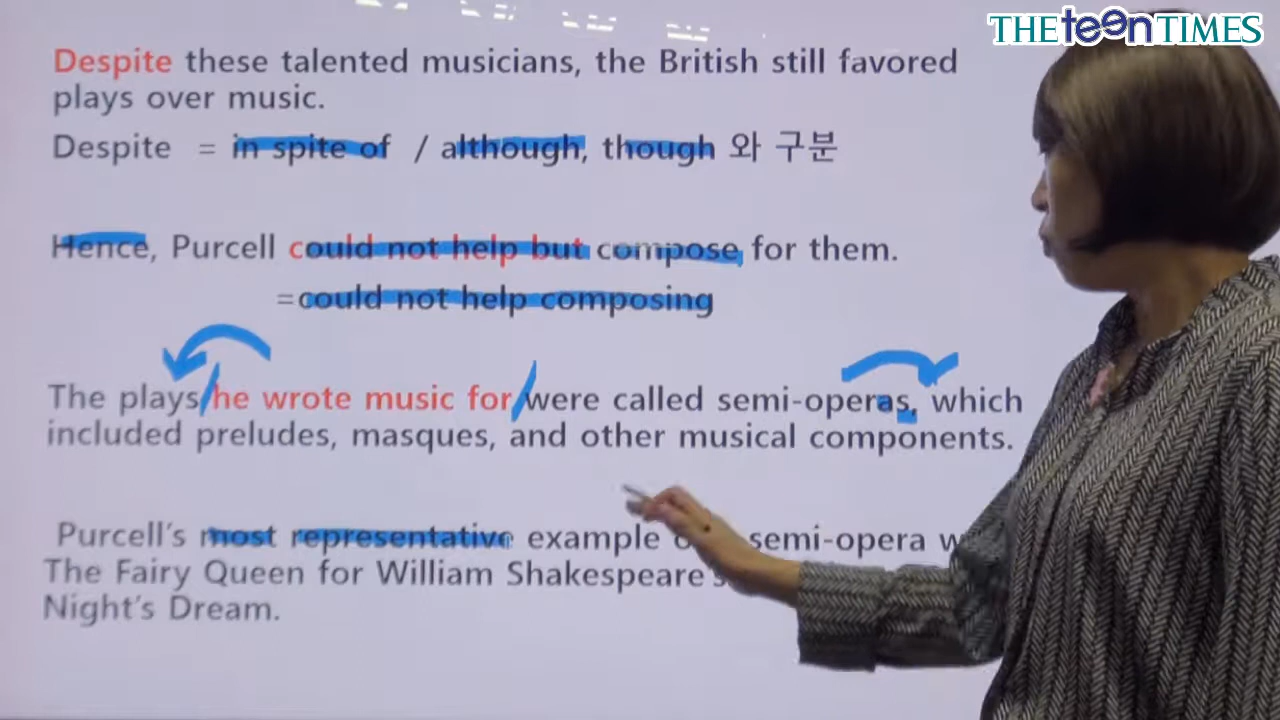 THE teen TIMES
Despite these talented musicians, the British still favored
plays over music.
Despite = in spite of / although, though 와 구분
Hence, Purcell could not help but compose for them.
=could not help composing
The plays he wrote music for were called semi-operas, which
included preludes, masques, and other musical components.
Purcell's most representative example semi-opera
The Fairy Queen for William Shakespeare
Night's Dream.